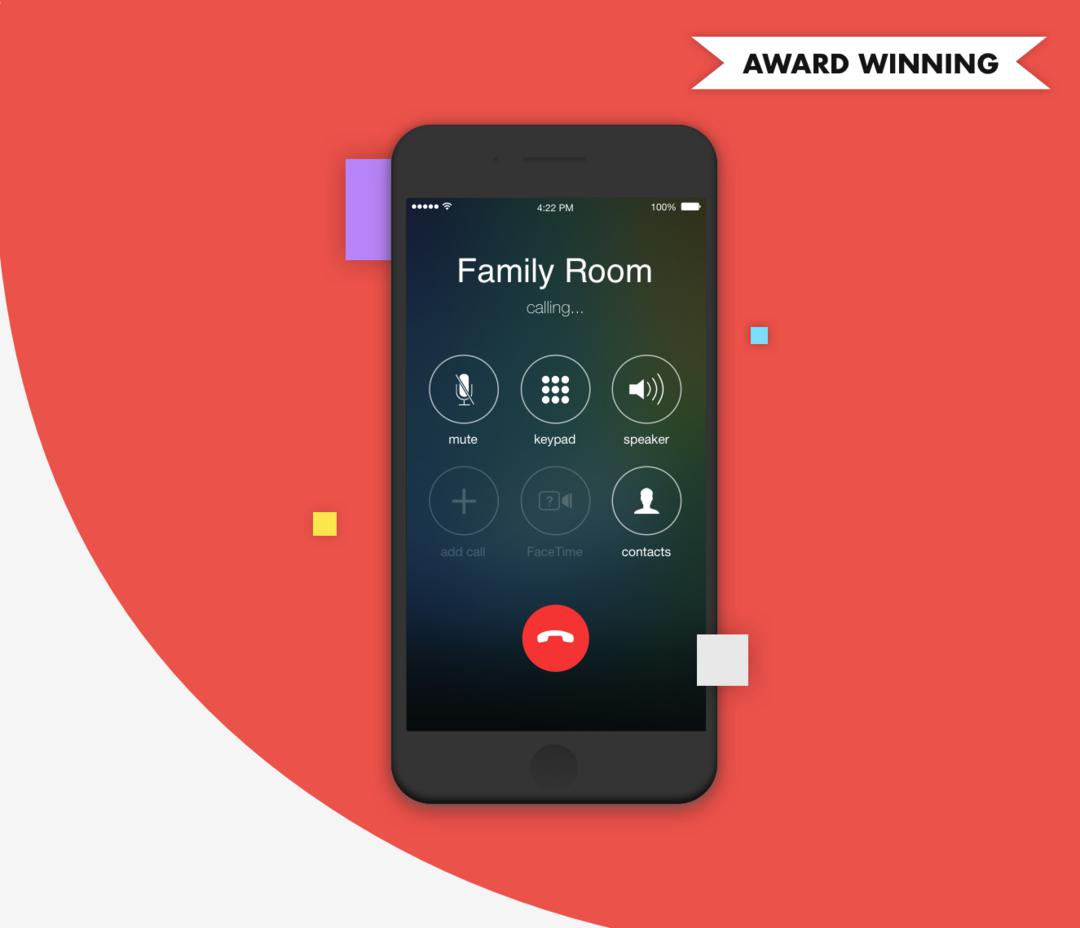 AWARD WINNING
4:22 PM
100%
Family Room
calling...
mute
keypad
speaker
?
add call
FaceTime
contacts